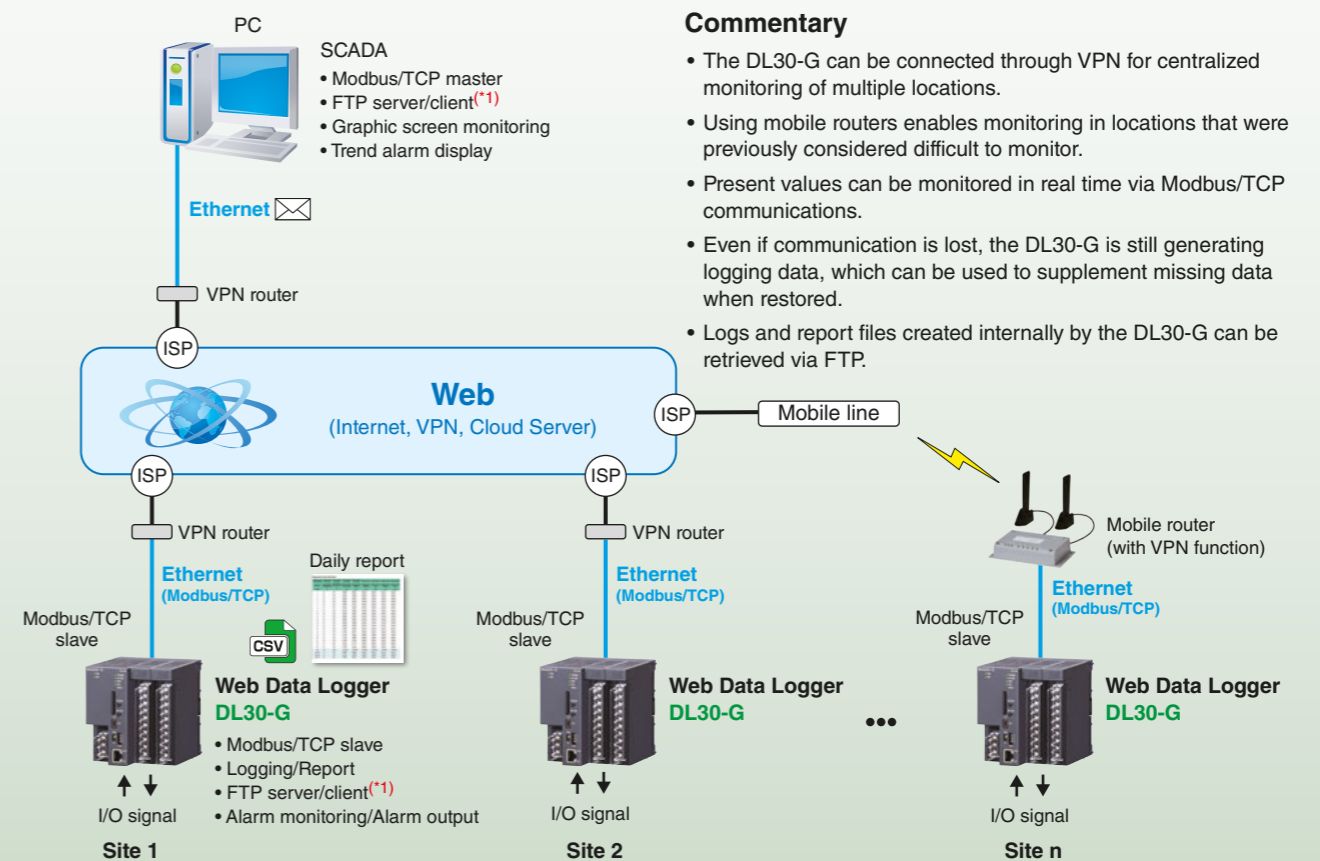 PC
SCADA
• Modbus/TCP master
• FTP server/client(*1)
• Graphic screen monitoring
• Trend alarm display
Ethernet
VPN router
ISP
Commentary
• The DL30-G can be connected through VPN for centralized
monitoring of multiple locations.
• Using mobile routers enables monitoring in locations that were
previously considered difficult to monitor.
• Present values can be monitored in real time via Modbus/TCP
communications.
• Even if communication is lost, the DL30-G is still generating
logging data, which can be used to supplement missing data
when restored.
• Logs and report files created internally by the DL30-G can be
retrieved via FTP.
Web
(Internet, VPN, Cloud Server)
ISP
Mobile line
ISP
VPN router
Ethernet
(Modbus/TCP)
Daily report
CSV
Modbus/TCP
slave
Web Data Logger
DL30-G
• Modbus/TCP slave
• Logging/Report
• FTP server/client(*1)
• Alarm monitoring/Alarm output
I/O signal
Site 1
ISP
VPN router
Ethernet
(Modbus/TCP)
Modbus/TCP
slave
Web Data Logger
DL30-G
I/O signal
Site 2
•••
Mobile router
(with VPN function)
Ethernet
(Modbus/TCP)
Modbus/TCP
slave
Web Data Logger
DL30-G
I/O signal
Site n